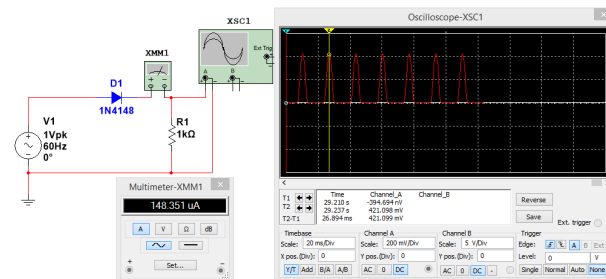 XSC1
Ext Trig
A
B
XMM1
D1
1N4148
V1
1Vpk
60Hz
0°
R1
1kΩ
Multimeter-XMM1
148.351 uA
A V Ω dB
Set...
Oscilloscope-XSC1
Time Channel_A Channel_B
T1 29.210 s -394.694 nV
T2 29.237 s 421.098 mV
T2-T1 26.894 ms 421.099 mV
Reverse
Save
Ext. trigger
Timebase
Scale: 20 ms/Div
X pos.(Div): 0
Y/T Add B/A A/B
Channel A
Scale: 200 mV/Div
Y pos.(Div): 0
AC 0 DC
Channel B
Scale: 5 V/Div
Y pos.(Div): 0
AC 0 DC -
Trigger
Edge: A B Ext
Level: 0 V
Single Normal Auto None